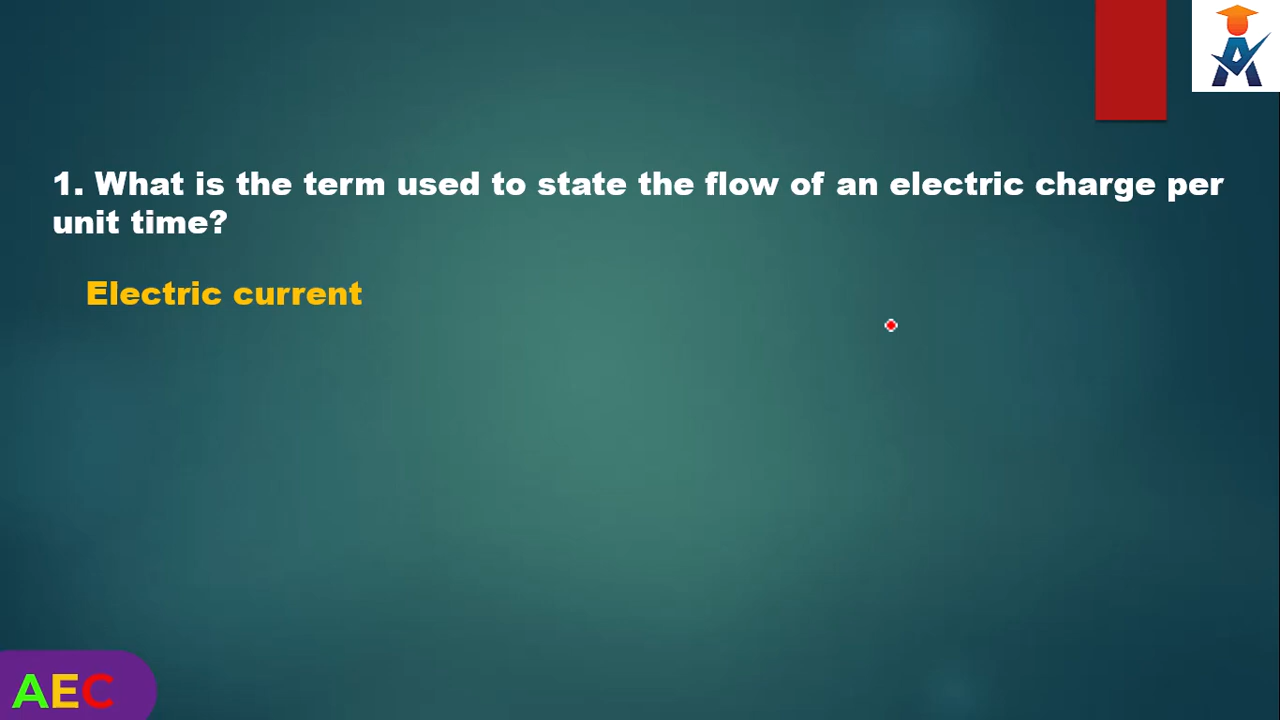 1. What is the term used to state the flow of an electric charge per
unit time?
Electric current
AEC